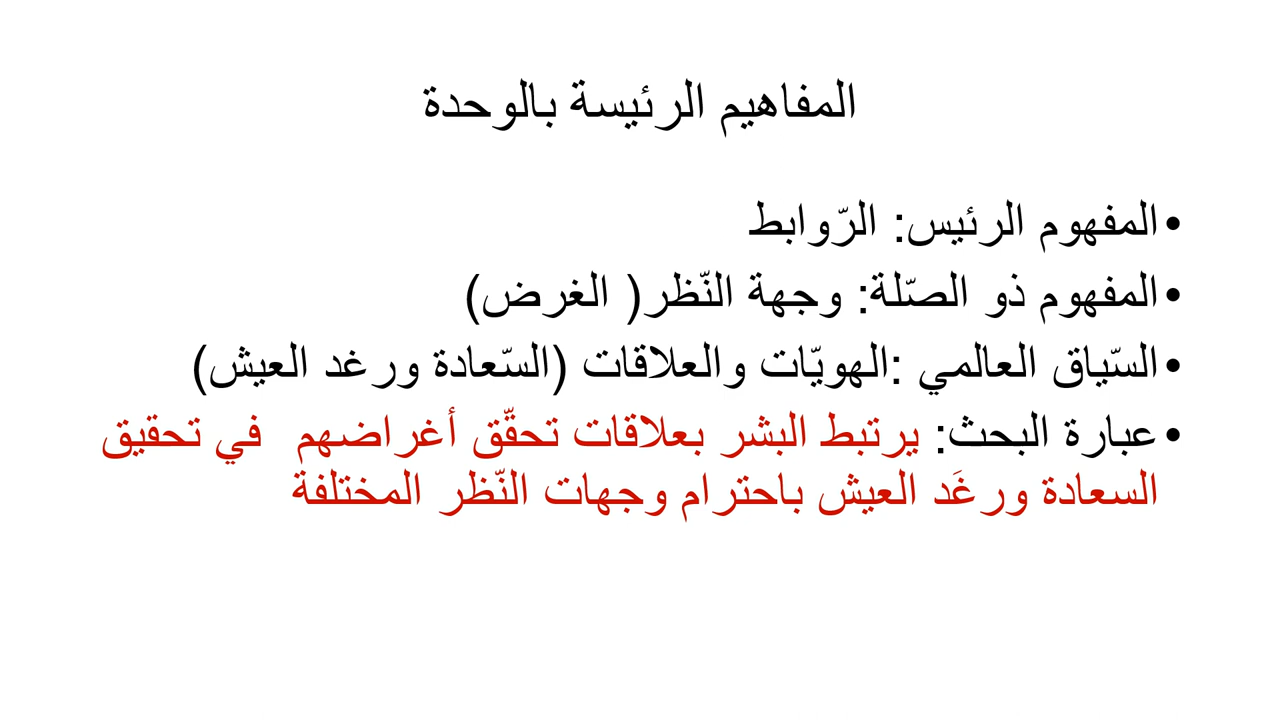 المفاهيم الرئيسة بالوحدة
•المفهوم الرئيس: الرّوابط
•المفهوم ذو الصّلة: وجهة النّظر( الغرض)
•السّياق العالمي :الهويّات والعلاقات (السّعادة ورغد العيش)
•عبارة البحث: يرتبط البشر بعلاقات تحقّق أغراضهم  في تحقيق
السعادة ورغَد العيش باحترام وجهات النّظر المختلفة